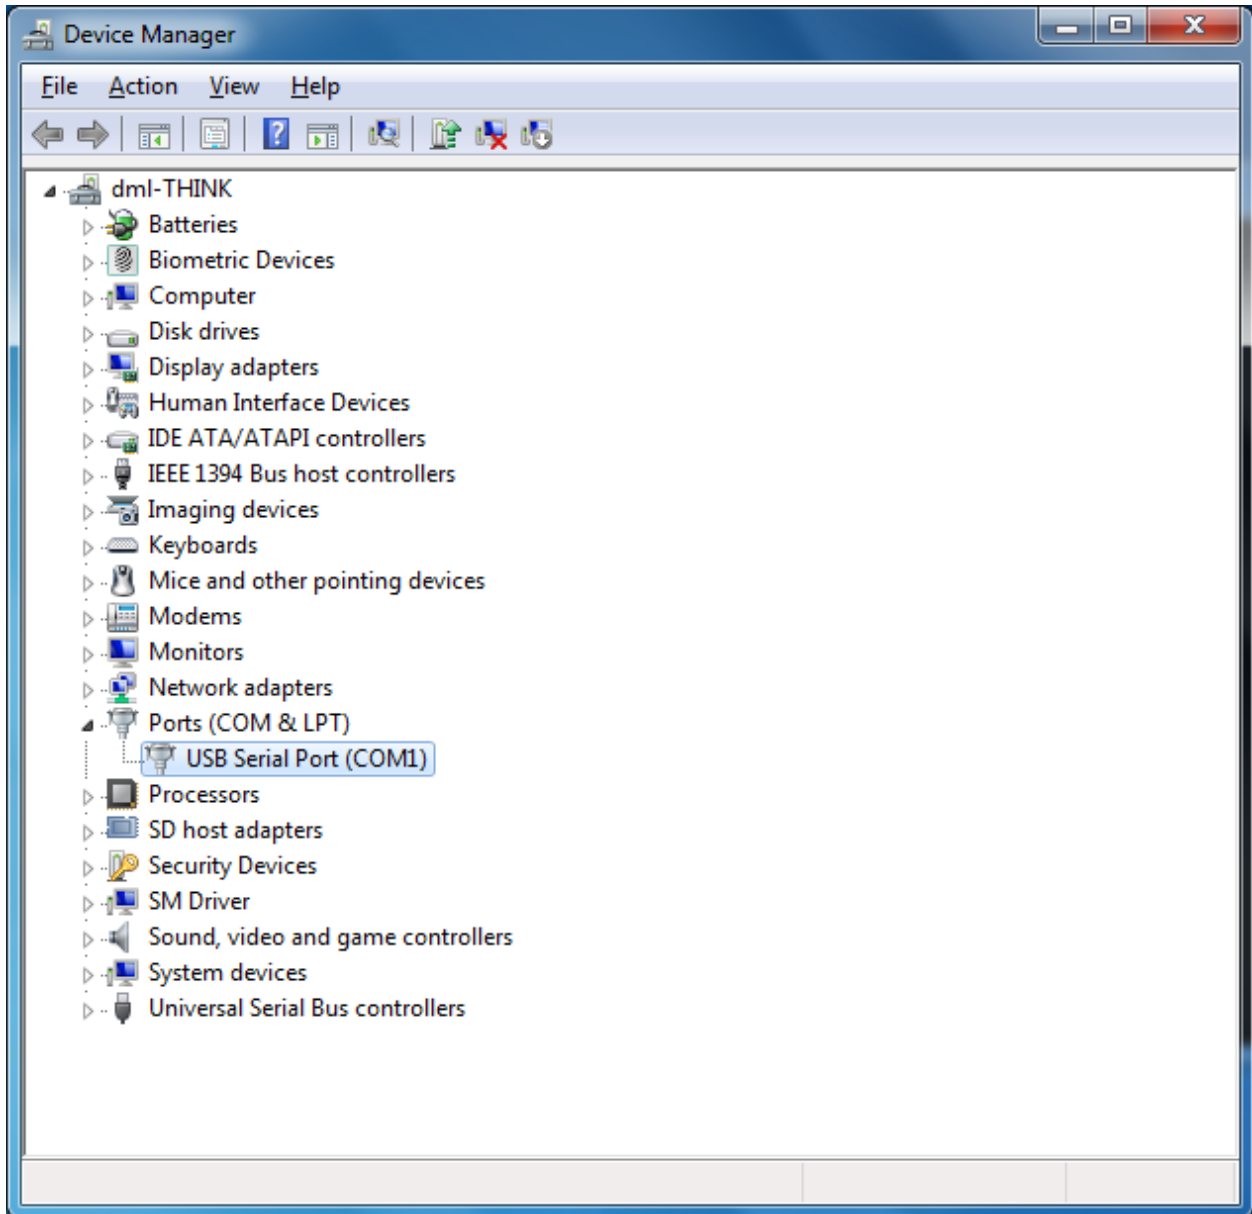 Device Manager
File Action View Help
dml-THINK
Batteries
Biometric Devices
Computer
Disk drives
Display adapters
Human Interface Devices
IDE ATA/ATAPI controllers
IEEE 1394 Bus host controllers
Imaging devices
Keyboards
Mice and other pointing devices
Modems
Monitors
Network adapters
Ports (COM & LPT)
USB Serial Port (COM1)
Processors
SD host adapters
Security Devices
SM Driver
Sound, video and game controllers
System devices
Universal Serial Bus controllers